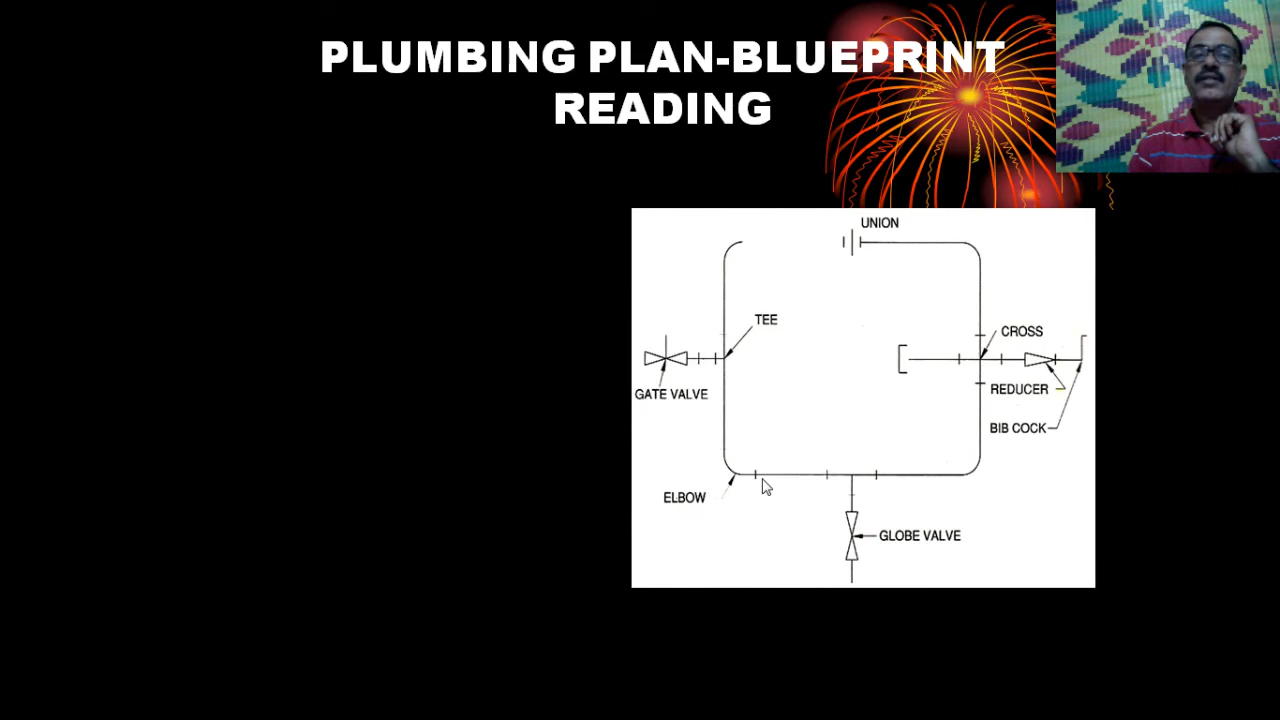 PLUMBING PLAN-BLUEPRINT
READING
UNION
TEE
CROSS
GATE VALVE
REDUCER
BIB COCK
ELBOW
GLOBE VALVE